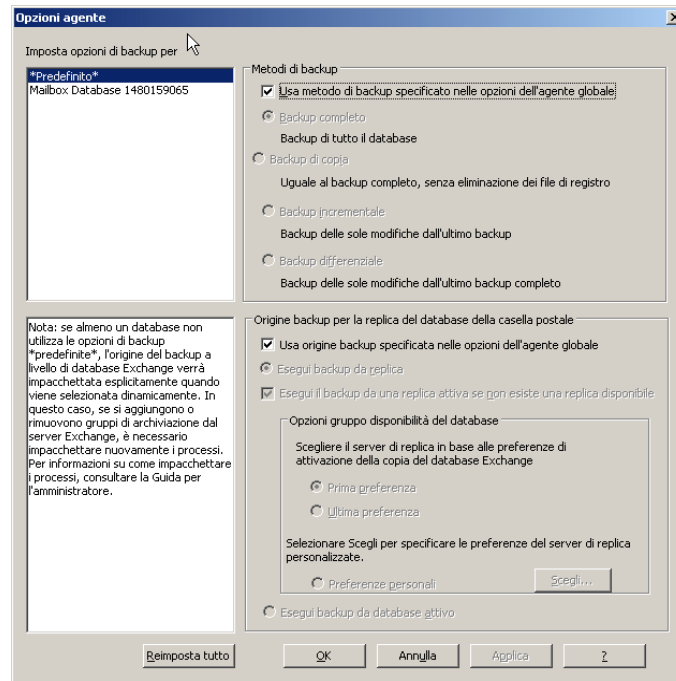 Opzioni agente
Imposta opzioni di backup per
*Predefinito*
Mailbox Database 1480159065
Metodi di backup
Usa metodo di backup specificato nelle opzioni dell'agente globale
Backup completo
Backup di tutto il database
Backup di copia
Uguale al backup completo, senza eliminazione dei file di registro
Backup incrementale
Backup delle sole modifiche dall'ultimo backup
Backup differenziale
Backup delle sole modifiche dall'ultimo backup completo
Nota: se almeno un database non
utilizza le opzioni di backup
*predefinite*, l'origine del backup a
livello di database Exchange verrà
impacchettata esplicitamente quando
viene selezionata dinamicamente. In
questo caso, se si aggiungono o
rimuovono gruppi di archiviazione dal
server Exchange, è necessario
impacchettare nuovamente i processi.
Per informazioni su come impacchettare
i processi, consultare la Guida per
l'amministratore.
Origine backup per la replica del database della casella postale
Usa origine backup specificata nelle opzioni dell'agente globale
Esegui backup da replica
Esegui il backup da una replica attiva se non esiste una replica disponibile
Opzioni gruppo disponibilità del database
Scegliere il server di replica in base alle preferenze di
attivazione della copia del database Exchange
Prima preferenza
Ultima preferenza
Selezionare Scegli per specificare le preferenze del server di replica
personalizzate.
Preferenze personali
Scegli...
Esegui backup da database attivo
Reimposta tutto
OK
Annulla
Applica
?